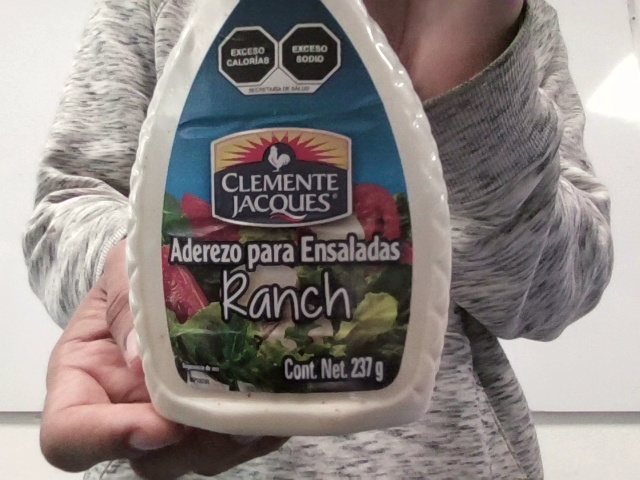 EXCESO
CALORÍAS
EXCESO
SODIO
SECRETARÍA DE SALUD
CLEMENTE
JACQUES®
Aderezo para Ensaladas
Ranch
Cont. Net. 237 g